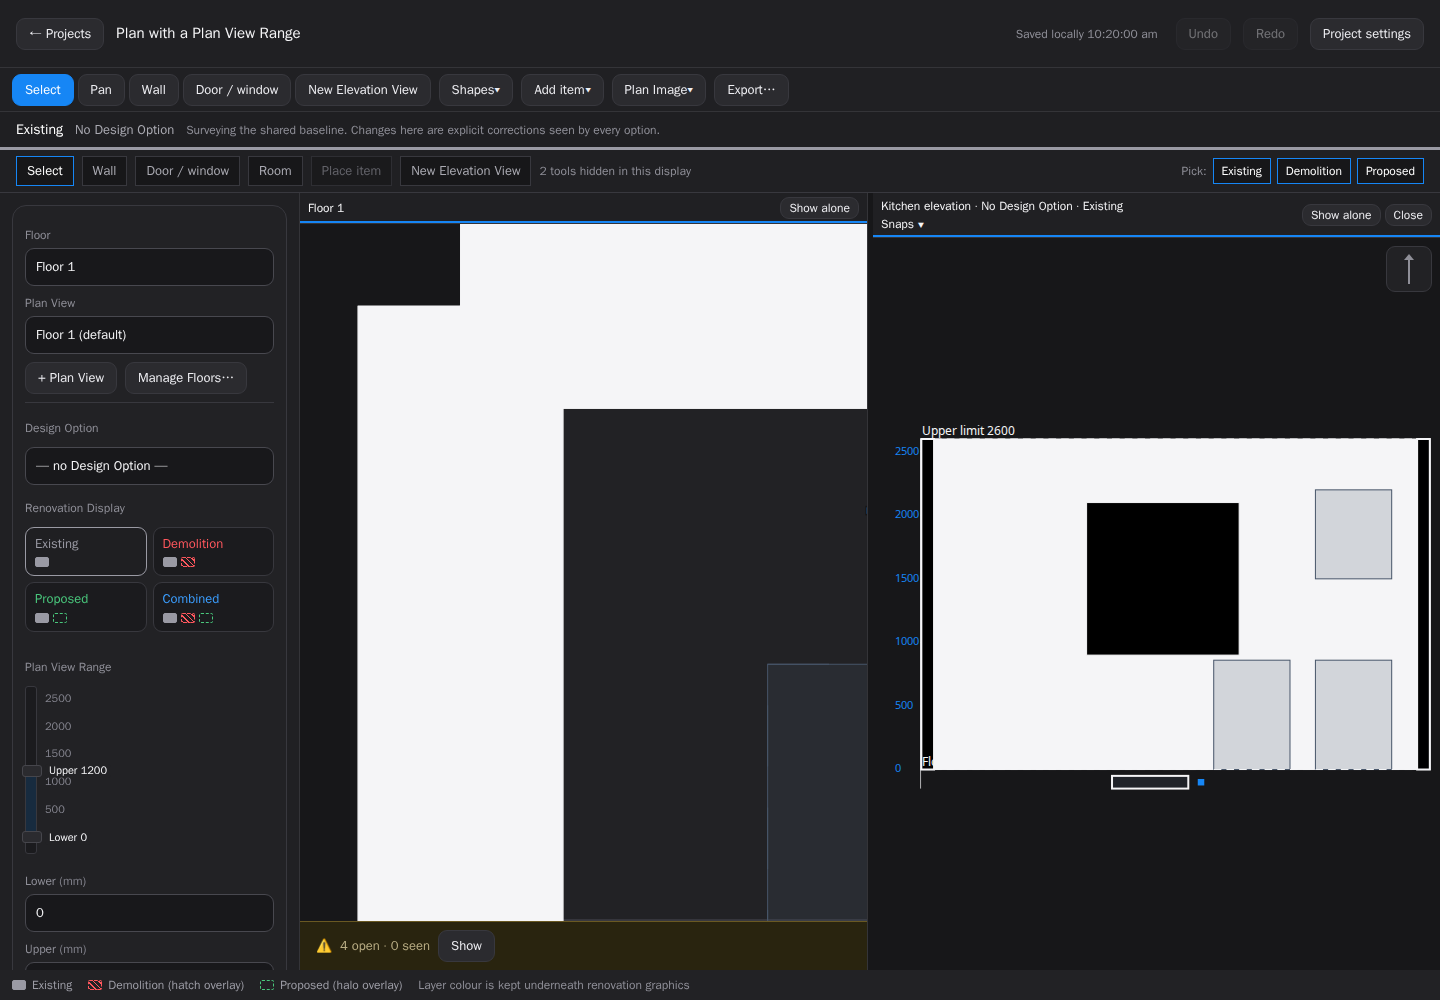 ← Projects
Plan with a Plan View Range
Saved locally 10:20:00 am
Undo
Redo
Project settings
Select
Pan
Wall
Door / window
New Elevation View
Shapes▾
Add item▾
Plan Image▾
Export⋯
Existing
No Design Option
Surveying the shared baseline. Changes here are explicit corrections seen by every option.
Select
Wall
Door / window
Room
Place item
New Elevation View
2 tools hidden in this display
Pick:
Existing
Demolition
Proposed
Floor
Floor 1
Plan View
Floor 1 (default)
+ Plan View
Manage Floors⋯
Design Option
— no Design Option —
Renovation Display
Existing
Demolition
Proposed
Combined
Plan View Range
2500
2000
1500
Upper 1200
1000
500
Lower 0
Lower (mm)
0
Upper (mm)
Floor 1
Show alone
⚠️ 4 open · 0 seen
Show
Kitchen elevation · No Design Option · Existing
Snaps ▾
Show alone
Close
Upper limit 2600
2500
2000
1500
1000
500
0
Existing
Demolition (hatch overlay)
Proposed (halo overlay)
Layer colour is kept underneath renovation graphics